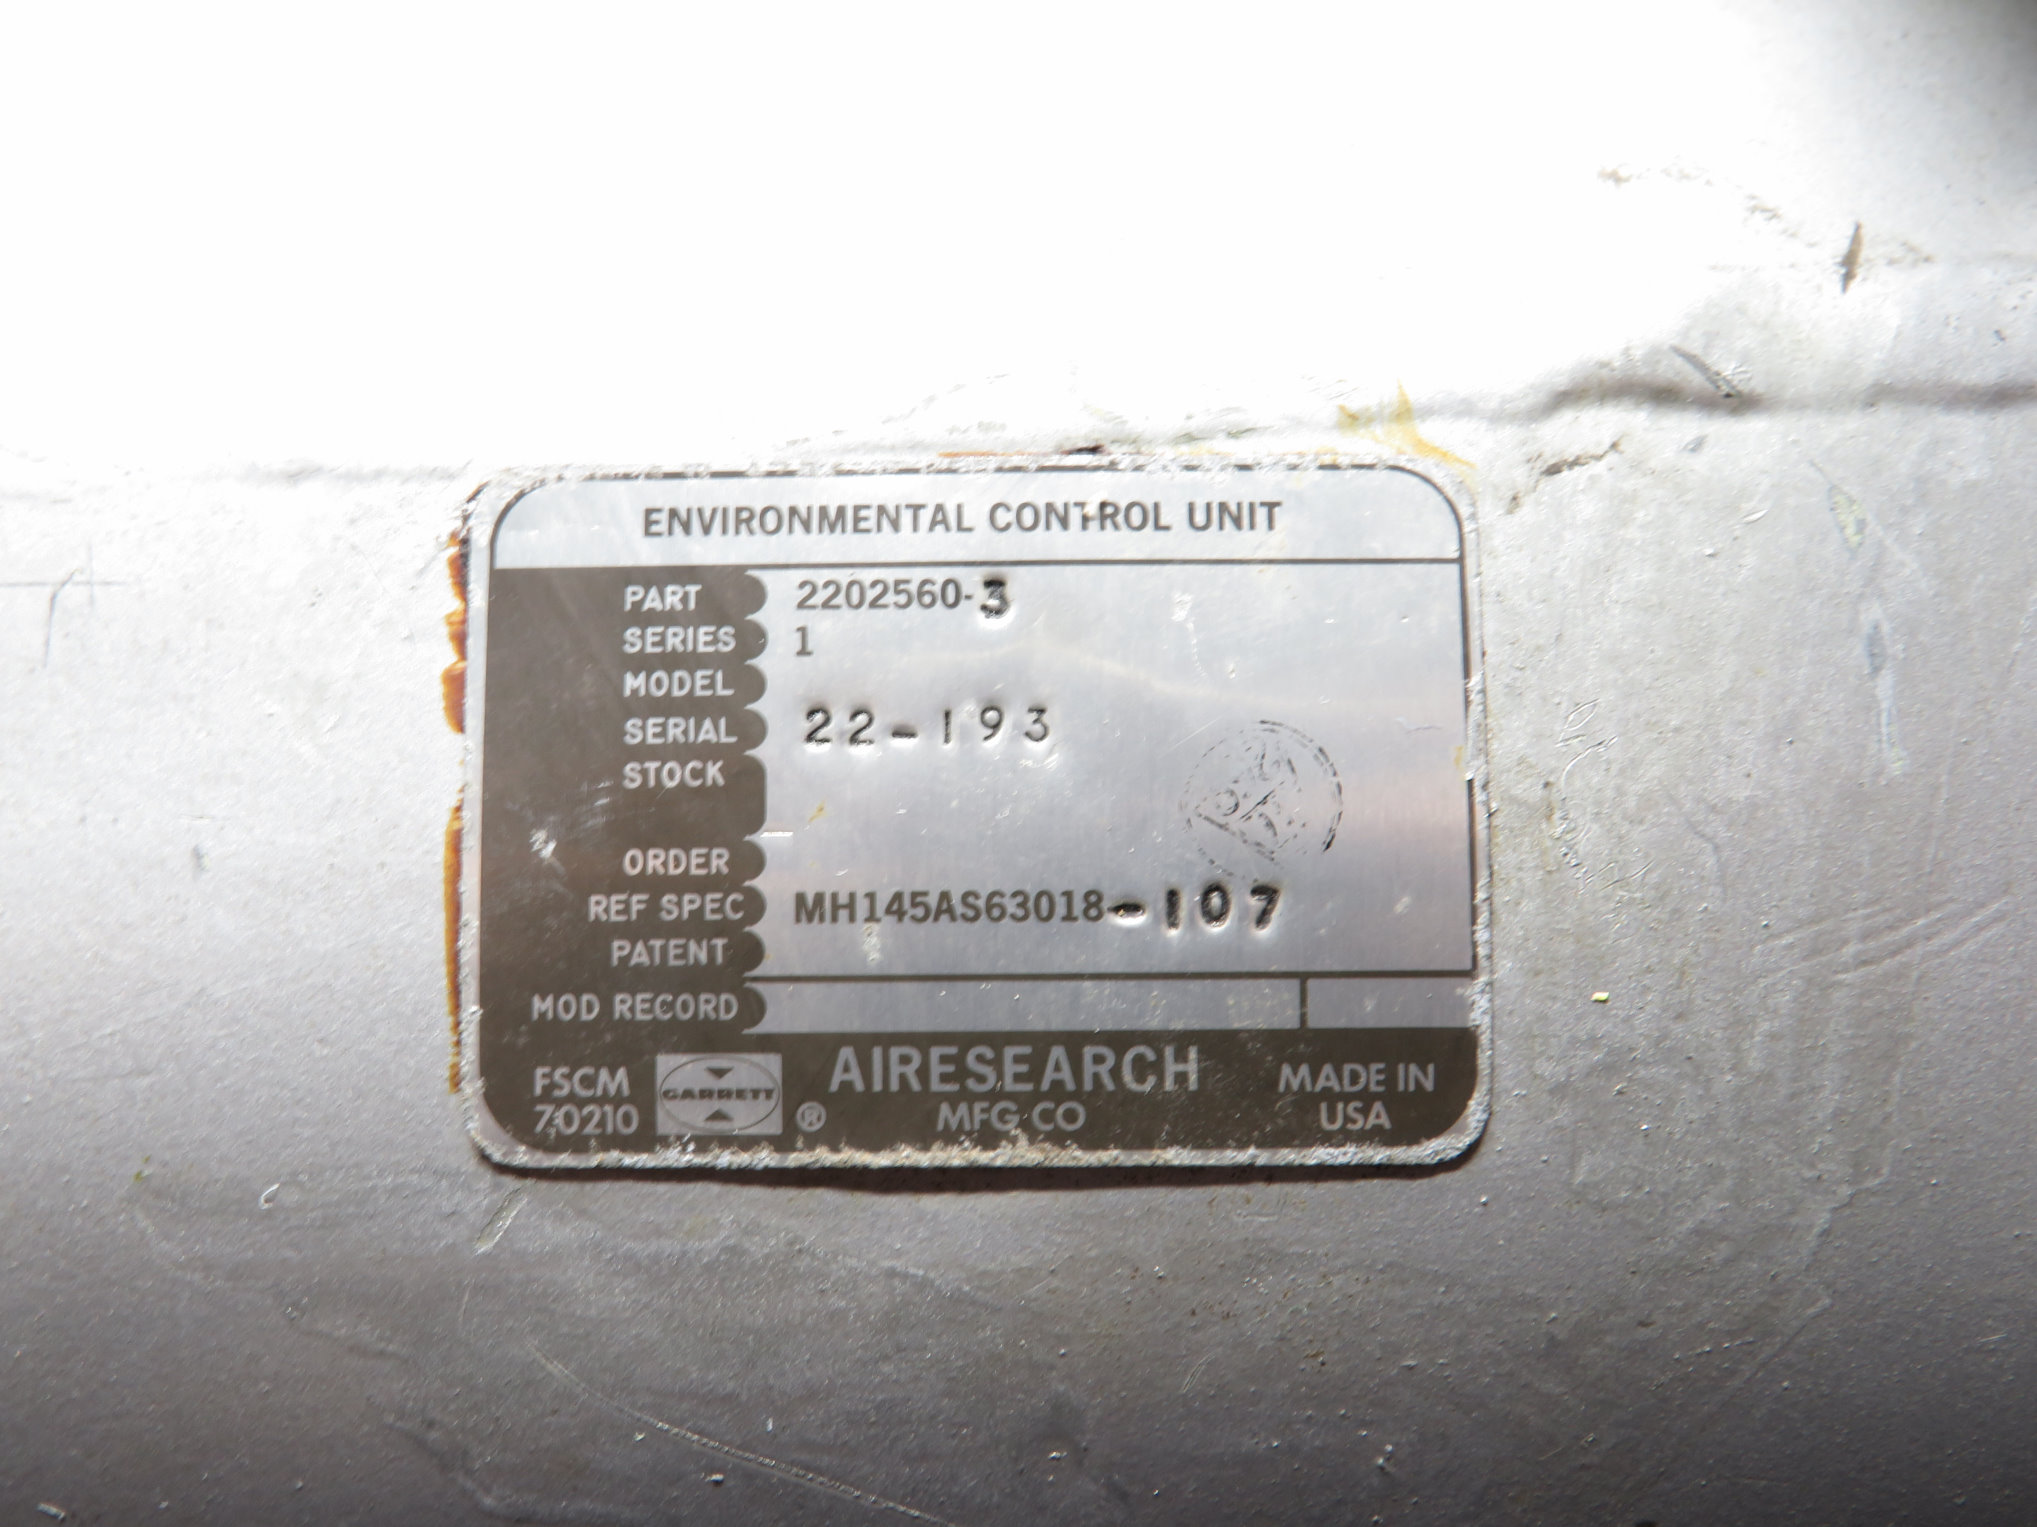 ENVIRONMENTAL CONTROL UNIT
PART 2202560-3
SERIES 1
MODEL
SERIAL 22-193
STOCK
ORDER
REF SPEC MH145AS63018-107
PATENT
MOD RECORD
FSCM 70210
GARRETT ®
AIRESEARCH
MFG CO
MADE IN
USA